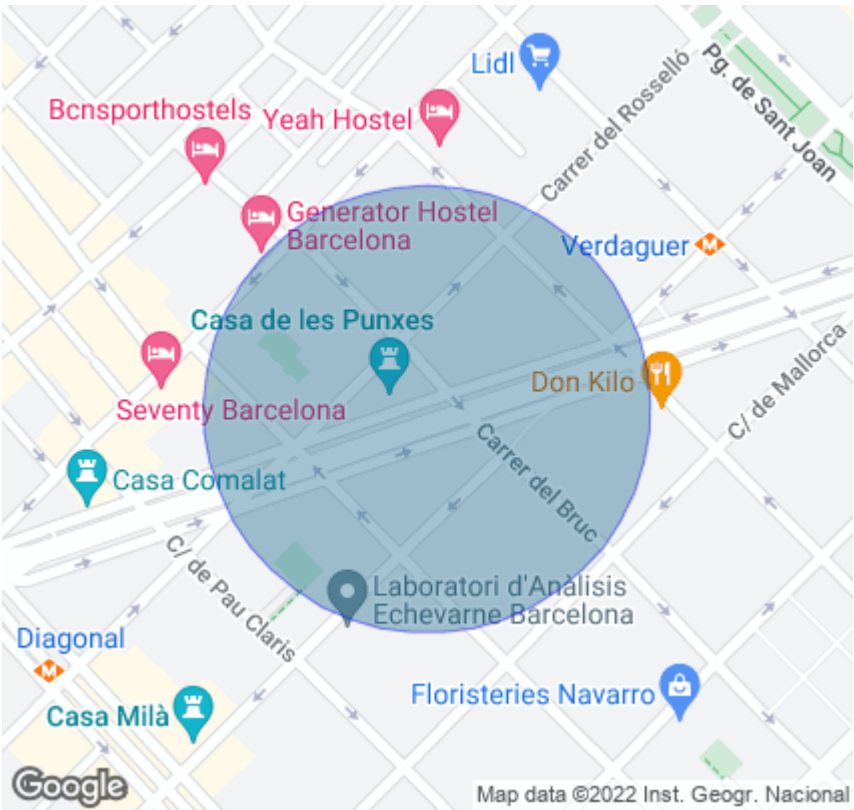 Lidl
Pg. de Sant Joan
Bcnsporthostels
Yeah Hostel
Carrer del Rosselló
Generator Hostel
Barcelona
Verdaguer
Casa de les Punxes
Don Kilo
C/ de Mallorca
Seventy Barcelona
Carrer del Bruc
Casa Comalat
C/ de Pau Claris
Laboratori d'Anàlisis
Echevarne Barcelona
Diagonal
Floristeries Navarro
Casa Milà
Google
Map data ©2022 Inst. Geogr. Nacional